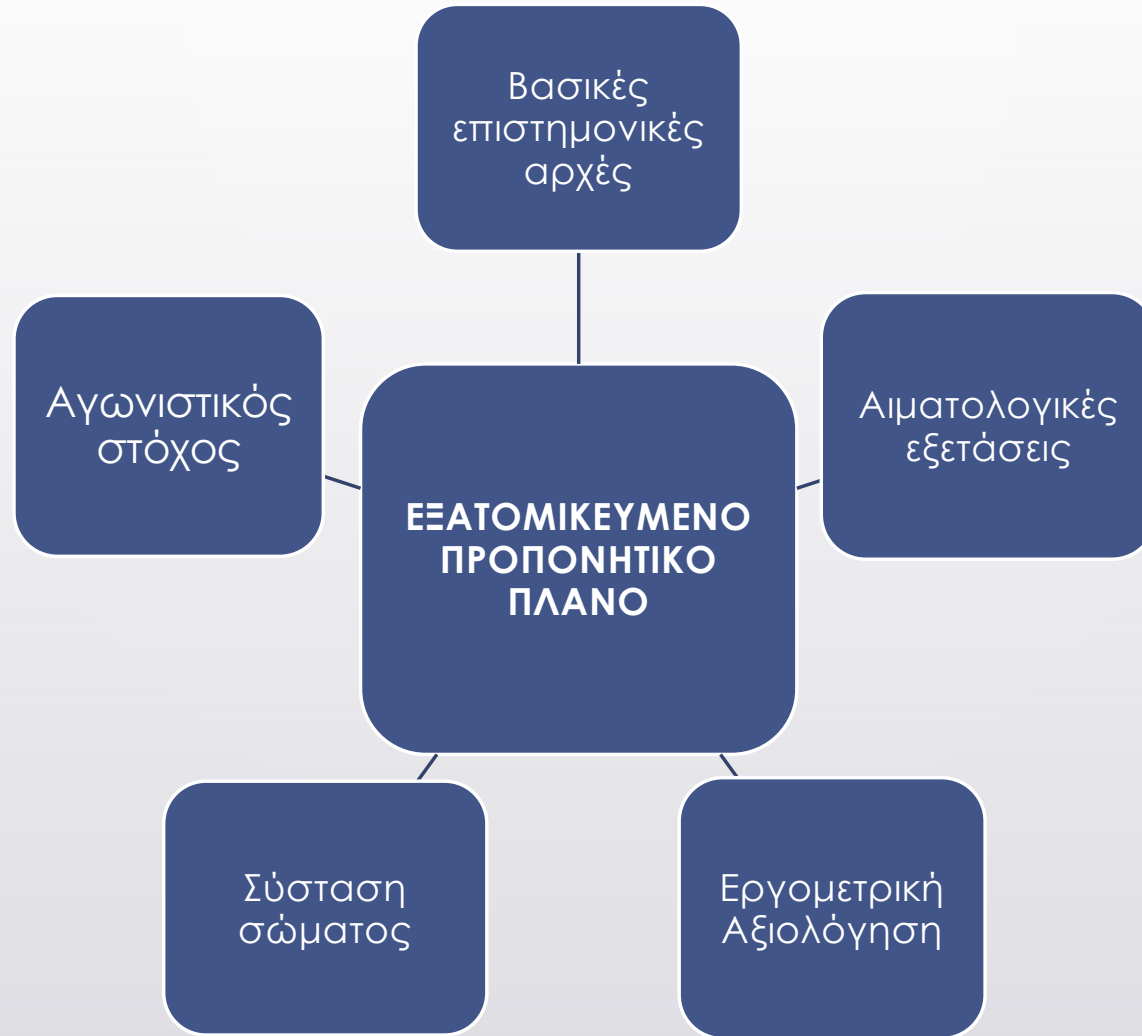 Βασικές
επιστημονικές
αρχές
Αγωνιστικός
στόχος
Αιματολογικές
εξετάσεις
ΕΞΑΤΟΜΙΚΕΥΜΕΝΟ
ΠΡΟΠΟΝΗΤΙΚΟ
ΠΛΑΝΟ
Σύσταση
σώματος
Εργομετρική
Αξιολόγηση